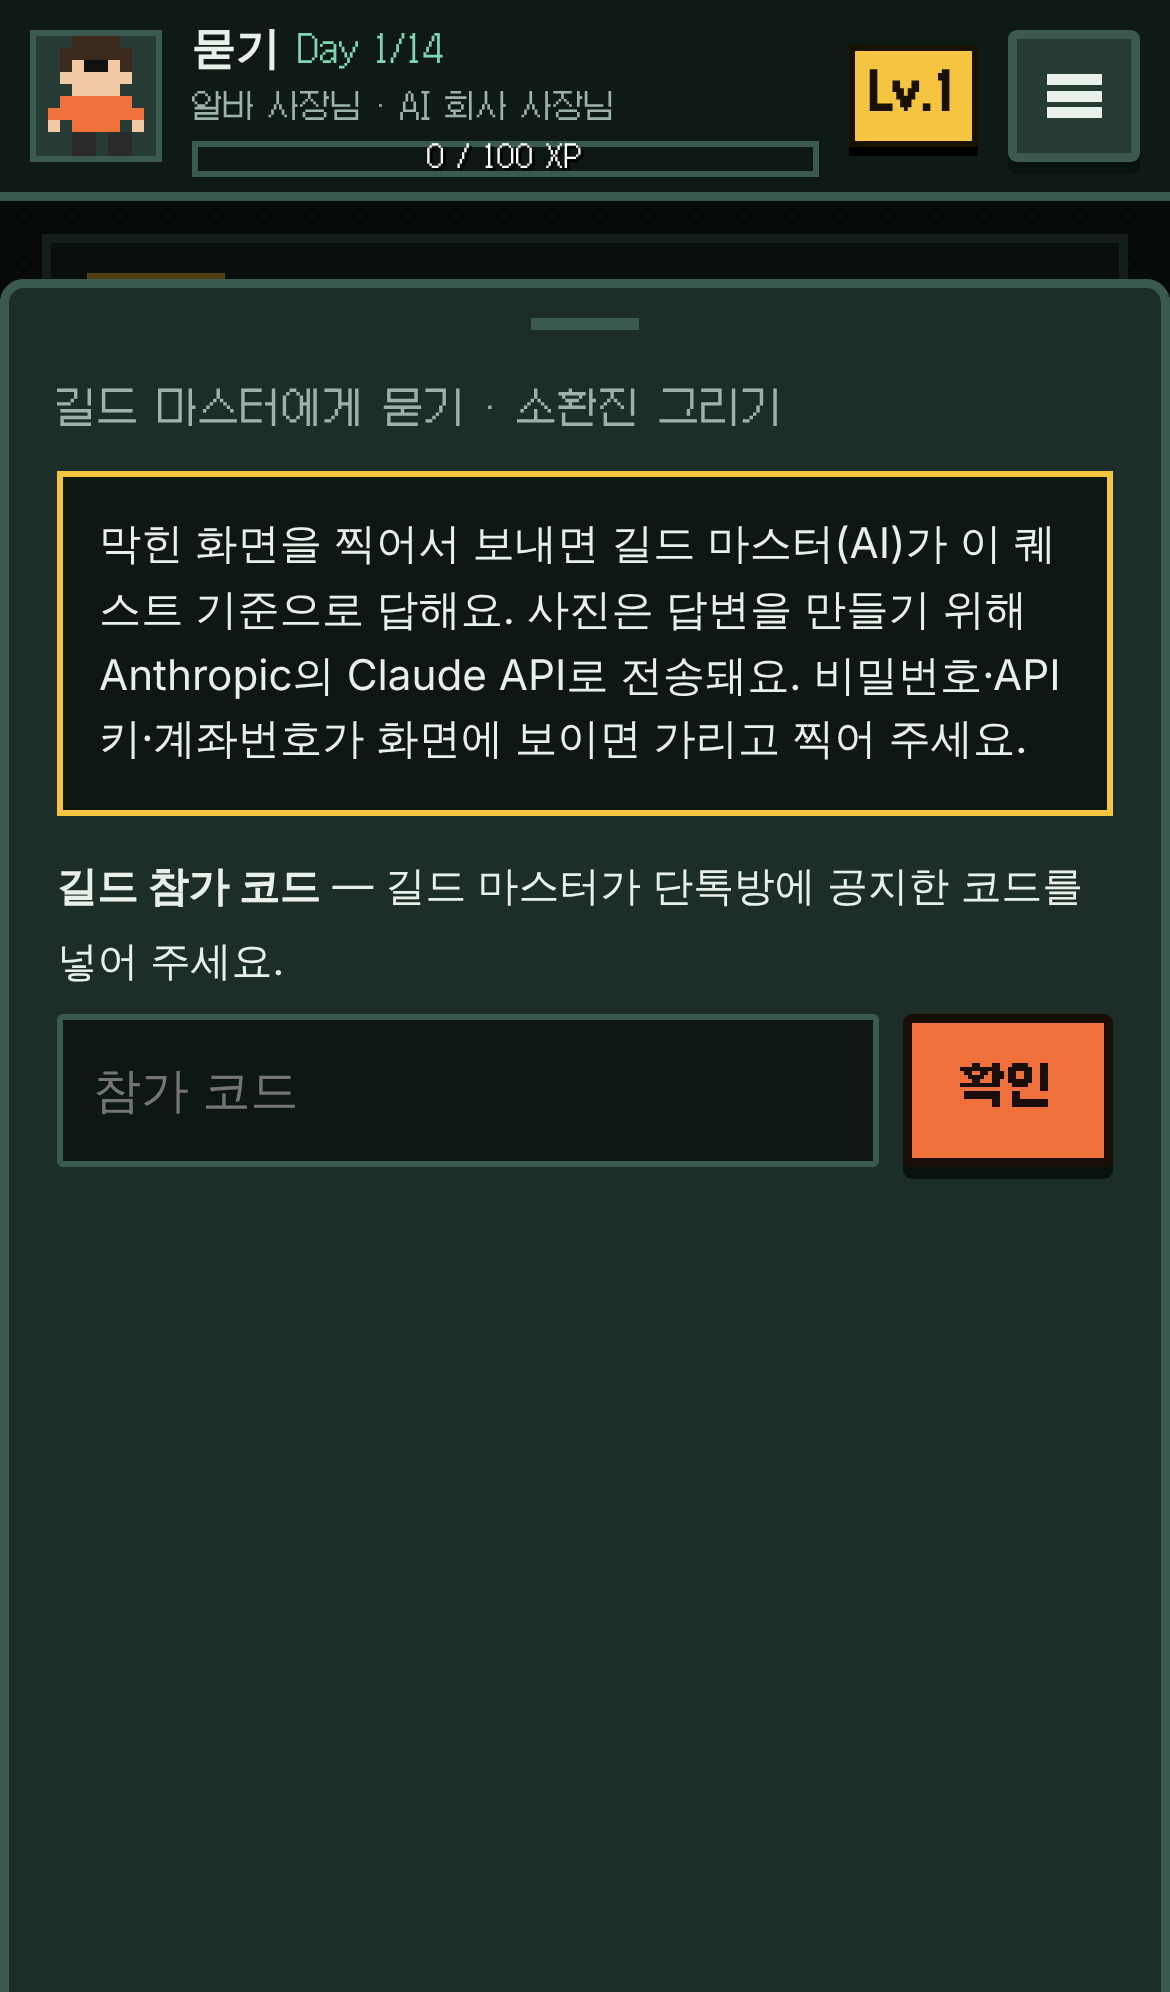 묻기 Day 1/14
알바 사장님 · AI 회사 사장님
0 / 100 XP
Lv.1
길드 마스터에게 묻기 · 소환진 그리기
막힌 화면을 찍어서 보내면 길드 마스터(AI)가 이 퀘
스트 기준으로 답해요. 사진은 답변을 만들기 위해
Anthropic의 Claude API로 전송돼요. 비밀번호·API
키·계좌번호가 화면에 보이면 가리고 찍어 주세요.
길드 참가 코드 — 길드 마스터가 단톡방에 공지한 코드를
넣어 주세요.
참가 코드
확인